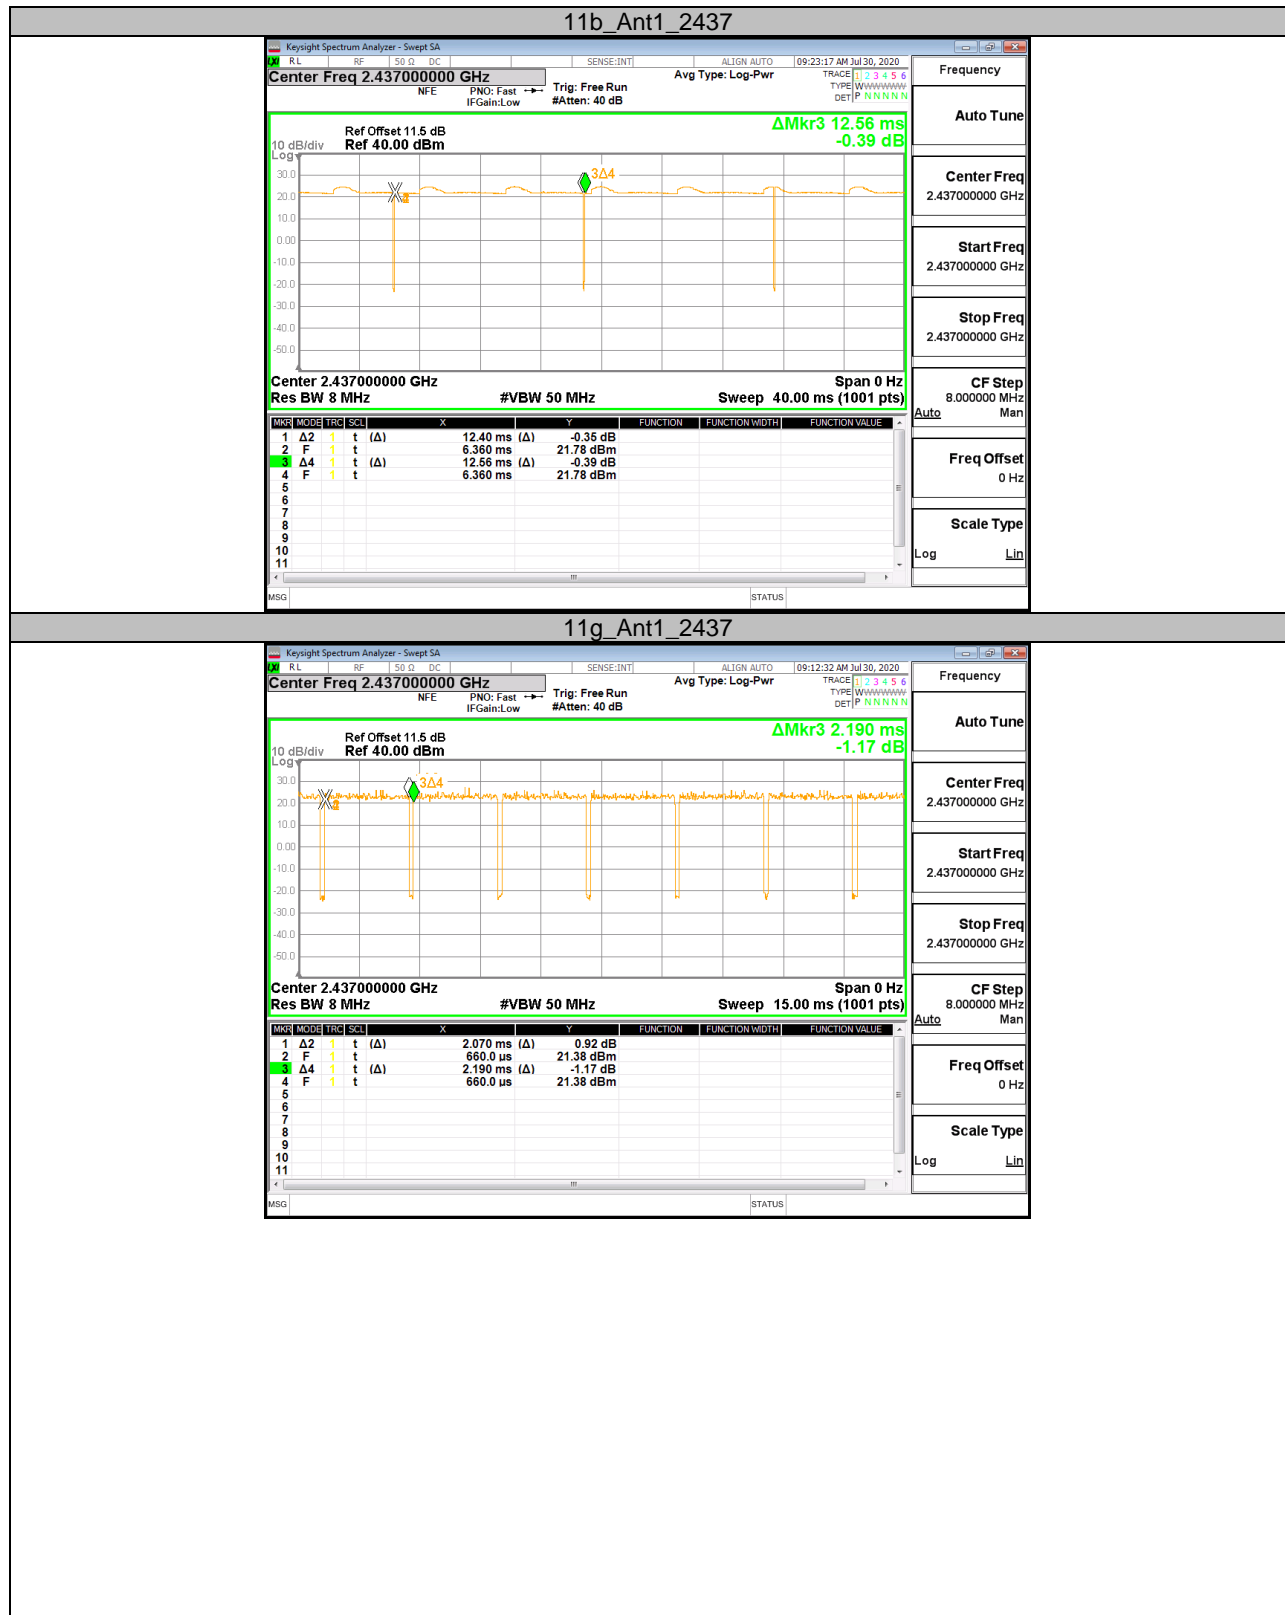 11b_Ant1_2437
Keysight Spectrum Analyzer - Swept SA
LXI RL RF 50 Ω DC SENSE:INT ALIGN AUTO 09:23:17 AM Jul 30, 2020
Center Freq 2.437000000 GHz
NFE PNO: Fast IFGain:Low
Trig: Free Run
#Atten: 40 dB
Avg Type: Log-Pwr
TRACE 1 2 3 4 5 6
TYPE WWWWWW
DET P N N N N N
ΔMkr3 12.56 ms
-0.39 dB
Ref Offset 11.5 dB
10 dB/div Ref 40.00 dBm
Log
30.0
20.0
10.0
0.00
-10.0
-20.0
-30.0
-40.0
-50.0
3Δ4
Center 2.437000000 GHz Span 0 Hz
Res BW 8 MHz #VBW 50 MHz Sweep 40.00 ms (1001 pts)
MKR MODE TRC SCL X Y FUNCTION FUNCTION WIDTH FUNCTION VALUE
1 Δ2 1 t (Δ) 12.40 ms (Δ) -0.35 dB
2 F 1 t 6.360 ms 21.78 dBm
3 Δ4 1 t (Δ) 12.56 ms (Δ) -0.39 dB
4 F 1 t 6.360 ms 21.78 dBm
5
6
7
8
9
10
11
MSG STATUS
Frequency
Auto Tune
Center Freq
2.437000000 GHz
Start Freq
2.437000000 GHz
Stop Freq
2.437000000 GHz
CF Step
8.000000 MHz
Auto Man
Freq Offset
0 Hz
Scale Type
Log Lin
11g_Ant1_2437
Keysight Spectrum Analyzer - Swept SA
LXI RL RF 50 Ω DC SENSE:INT ALIGN AUTO 09:12:32 AM Jul 30, 2020
Center Freq 2.437000000 GHz
NFE PNO: Fast IFGain:Low
Trig: Free Run
#Atten: 40 dB
Avg Type: Log-Pwr
TRACE 1 2 3 4 5 6
TYPE WWWWWW
DET P N N N N N
ΔMkr3 2.190 ms
-1.17 dB
Ref Offset 11.5 dB
10 dB/div Ref 40.00 dBm
Log
30.0
20.0
10.0
0.00
-10.0
-20.0
-30.0
-40.0
-50.0
3Δ4
Center 2.437000000 GHz Span 0 Hz
Res BW 8 MHz #VBW 50 MHz Sweep 15.00 ms (1001 pts)
MKR MODE TRC SCL X Y FUNCTION FUNCTION WIDTH FUNCTION VALUE
1 Δ2 1 t (Δ) 2.070 ms (Δ) 0.92 dB
2 F 1 t 660.0 µs 21.38 dBm
3 Δ4 1 t (Δ) 2.190 ms (Δ) -1.17 dB
4 F 1 t 660.0 µs 21.38 dBm
5
6
7
8
9
10
11
MSG STATUS
Frequency
Auto Tune
Center Freq
2.437000000 GHz
Start Freq
2.437000000 GHz
Stop Freq
2.437000000 GHz
CF Step
8.000000 MHz
Auto Man
Freq Offset
0 Hz
Scale Type
Log Lin